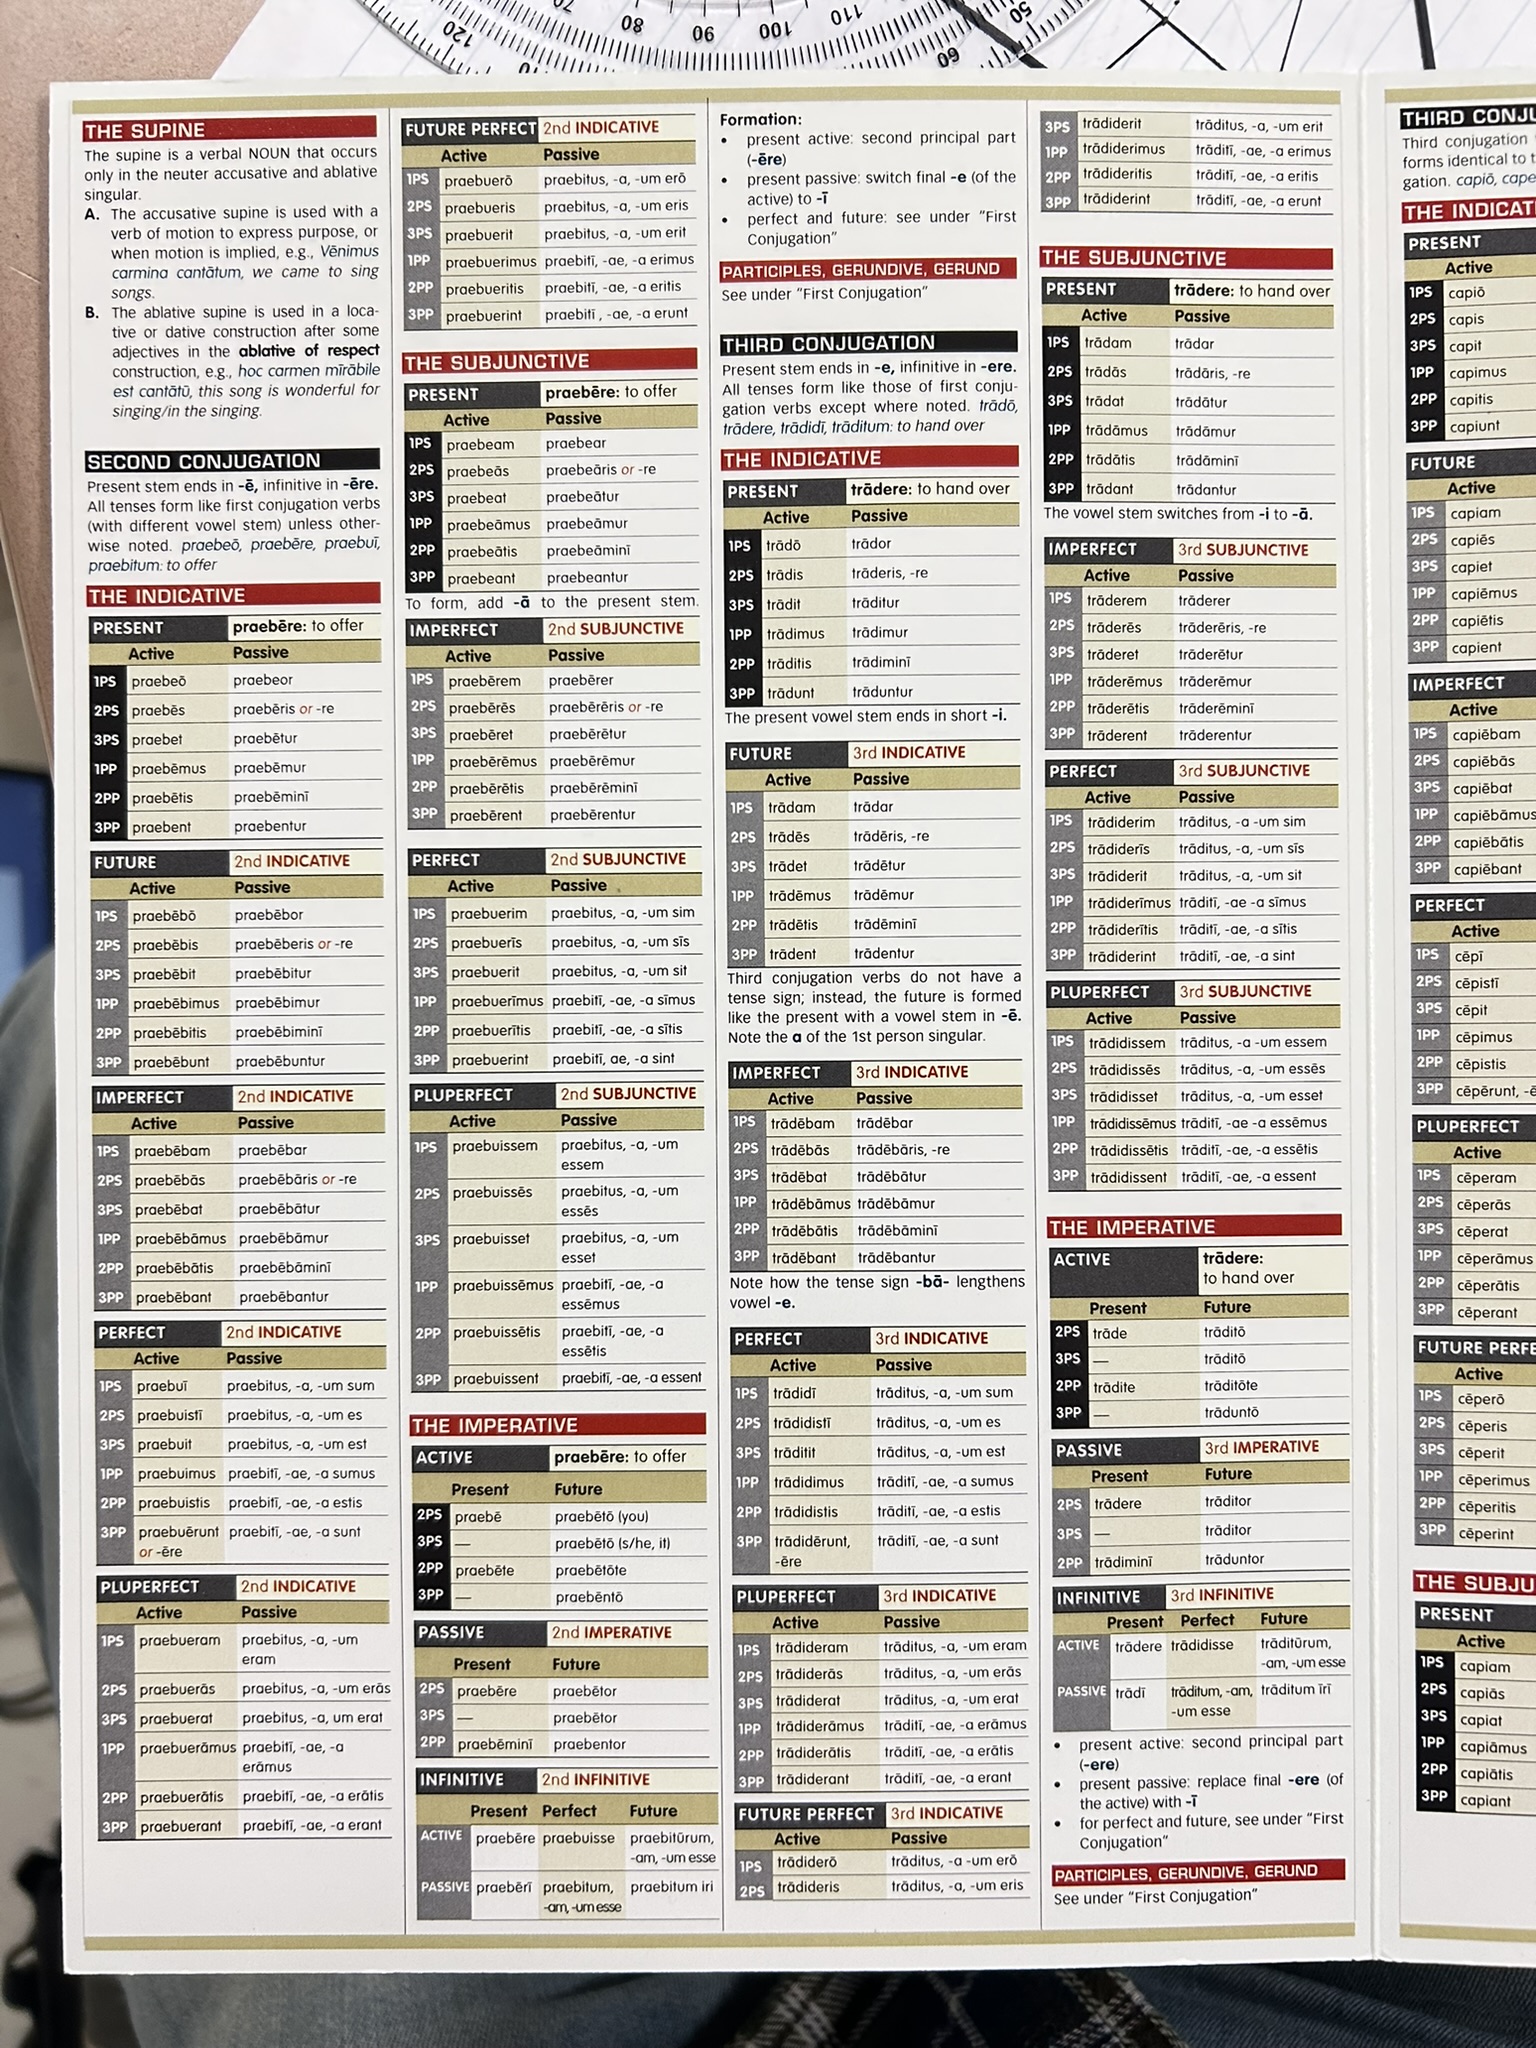 120
80
90
100
110
50
60
70
THE SUPINE
The supine is a verbal NOUN that occurs
only in the neuter accusative and ablative
singular.
A. The accusative supine is used with a
verb of motion to express purpose, or
when motion is implied, e.g., Vēnimus
carmina cantātum, we came to sing
songs.
B. The ablative supine is used in a loca-
tive or dative construction after some
adjectives in the ablative of respect
construction, e.g., hoc carmen mīrābile
est cantātū, this song is wonderful for
singing/in the singing.
SECOND CONJUGATION
Present stem ends in -ē, infinitive in -ēre.
All tenses form like first conjugation verbs
(with different vowel stem) unless other-
wise noted. praebeō, praebēre, praebuī,
praebitum: to offer
THE INDICATIVE
PRESENT praebēre: to offer
Active Passive
1PS praebeō praebeor
2PS praebēs praebēris or -re
3PS praebet praebētur
1PP praebēmus praebēmur
2PP praebētis praebēminī
3PP praebent praebentur
FUTURE 2nd INDICATIVE
Active Passive
1PS praebēbō praebēbor
2PS praebēbis praebēberis or -re
3PS praebēbit praebēbitur
1PP praebēbimus praebēbimur
2PP praebēbitis praebēbiminī
3PP praebēbunt praebēbuntur
IMPERFECT 2nd INDICATIVE
Active Passive
1PS praebēbam praebēbar
2PS praebēbās praebēbāris or -re
3PS praebēbat praebēbātur
1PP praebēbāmus praebēbāmur
2PP praebēbātis praebēbāminī
3PP praebēbant praebēbantur
PERFECT 2nd INDICATIVE
Active Passive
1PS praebuī praebitus, -a, -um sum
2PS praebuistī praebitus, -a, -um es
3PS praebuit praebitus, -a, -um est
1PP praebuimus praebitī, -ae, -a sumus
2PP praebuistis praebitī, -ae, -a estis
3PP praebuērunt praebitī, -ae, -a sunt
or -ēre
PLUPERFECT 2nd INDICATIVE
Active Passive
1PS praebueram praebitus, -a, -um
eram
2PS praebuerās praebitus, -a, -um erās
3PS praebuerat praebitus, -a, um erat
1PP praebuerāmus praebitī, -ae, -a
erāmus
2PP praebuerātis praebitī, -ae, -a erātis
3PP praebuerant praebitī, -ae, -a erant
FUTURE PERFECT 2nd INDICATIVE
Active Passive
1PS praebuerō praebitus, -a, -um erō
2PS praebueris praebitus, -a, -um eris
3PS praebuerit praebitus, -a, -um erit
1PP praebuerimus praebitī, -ae, -a erimus
2PP praebueritis praebitī, -ae, -a eritis
3PP praebuerint praebitī , -ae, -a erunt
THE SUBJUNCTIVE
PRESENT praebēre: to offer
Active Passive
1PS praebeam praebear
2PS praebeās praebeāris or -re
3PS praebeat praebeātur
1PP praebeāmus praebeāmur
2PP praebeātis praebeāminī
3PP praebeant praebeantur
To form, add -ā to the present stem.
IMPERFECT 2nd SUBJUNCTIVE
Active Passive
1PS praebērem praebērer
2PS praebērēs praebērēris or -re
3PS praebēret praebērētur
1PP praebērēmus praebērēmur
2PP praebērētis praebērēminī
3PP praebērent praebērentur
PERFECT 2nd SUBJUNCTIVE
Active Passive
1PS praebuerim praebitus, -a, -um sim
2PS praebuerīs praebitus, -a, -um sīs
3PS praebuerit praebitus, -a, -um sit
1PP praebuerīmus praebitī, -ae, -a sīmus
2PP praebuerītis praebitī, -ae, -a sītis
3PP praebuerint praebitī, ae, -a sint
PLUPERFECT 2nd SUBJUNCTIVE
Active Passive
1PS praebuissem praebitus, -a, -um
essem
2PS praebuissēs praebitus, -a, -um
essēs
3PS praebuisset praebitus, -a, -um
esset
1PP praebuissēmus praebitī, -ae, -a
essēmus
2PP praebuissētis praebitī, -ae, -a
essētis
3PP praebuissent praebitī, -ae, -a essent
THE IMPERATIVE
ACTIVE praebēre: to offer
Present Future
2PS praebē praebētō (you)
3PS — praebētō (s/he, it)
2PP praebēte praebētōte
3PP — praebēntō
PASSIVE 2nd IMPERATIVE
Present Future
2PS praebēre praebētor
3PS — praebētor
2PP praebēminī praebentor
INFINITIVE 2nd INFINITIVE
Present Perfect Future
ACTIVE praebēre praebuisse praebitūrum,
-am, -um esse
PASSIVE praebērī praebitum, praebitum iri
-am, -um esse
Formation:
• present active: second principal part
(-ēre)
• present passive: switch final -e (of the
active) to -ī
• perfect and future: see under "First
Conjugation"
PARTICIPLES, GERUNDIVE, GERUND
See under "First Conjugation"
THIRD CONJUGATION
Present stem ends in -e, infinitive in -ere.
All tenses form like those of first conju-
gation verbs except where noted. trādō,
trādere, trādidī, trāditum: to hand over
THE INDICATIVE
PRESENT trādere: to hand over
Active Passive
1PS trādō trādor
2PS trādis trāderis, -re
3PS trādit trāditur
1PP trādimus trādimur
2PP trāditis trādiminī
3PP trādunt trāduntur
The present vowel stem ends in short -i.
FUTURE 3rd INDICATIVE
Active Passive
1PS trādam trādar
2PS trādēs trādēris, -re
3PS trādet trādētur
1PP trādēmus trādēmur
2PP trādētis trādēminī
3PP trādent trādentur
Third conjugation verbs do not have a
tense sign; instead, the future is formed
like the present with a vowel stem in -ē.
Note the a of the 1st person singular.
IMPERFECT 3rd INDICATIVE
Active Passive
1PS trādēbam trādēbar
2PS trādēbās trādēbāris, -re
3PS trādēbat trādēbātur
1PP trādēbāmus trādēbāmur
2PP trādēbātis trādēbāminī
3PP trādēbant trādēbantur
Note how the tense sign -bā- lengthens
vowel -e.
PERFECT 3rd INDICATIVE
Active Passive
1PS trādidī trāditus, -a, -um sum
2PS trādidistī trāditus, -a, -um es
3PS trāditit trāditus, -a, -um est
1PP trādidimus trāditī, -ae, -a sumus
2PP trādidistis trāditī, -ae, -a estis
3PP trādidērunt, trāditī, -ae, -a sunt
-ēre
PLUPERFECT 3rd INDICATIVE
Active Passive
1PS trādideram trāditus, -a, -um eram
2PS trādiderās trāditus, -a, -um erās
3PS trādiderat trāditus, -a, -um erat
1PP trādiderāmus trāditī, -ae, -a erāmus
2PP trādiderātis trāditī, -ae, -a erātis
3PP trādiderant trāditī, -ae, -a erant
FUTURE PERFECT 3rd INDICATIVE
Active Passive
1PS trādiderō trāditus, -a -um erō
2PS trādideris trāditus, -a, -um eris
3PS trādiderit trāditus, -a, -um erit
1PP trādiderimus trāditī, -ae, -a erimus
2PP trādideritis trāditī, -ae, -a eritis
3PP trādiderint trāditī, -ae, -a erunt
THE SUBJUNCTIVE
PRESENT trādere: to hand over
Active Passive
1PS trādam trādar
2PS trādās trādāris, -re
3PS trādat trādātur
1PP trādāmus trādāmur
2PP trādātis trādāminī
3PP trādant trādantur
The vowel stem switches from -i to -ā.
IMPERFECT 3rd SUBJUNCTIVE
Active Passive
1PS trāderem trāderer
2PS trāderēs trāderēris, -re
3PS trāderet trāderētur
1PP trāderēmus trāderēmur
2PP trāderētis trāderēminī
3PP trāderent trāderentur
PERFECT 3rd SUBJUNCTIVE
Active Passive
1PS trādiderim trāditus, -a -um sim
2PS trādiderīs trāditus, -a, -um sīs
3PS trādiderit trāditus, -a, -um sit
1PP trādiderīmus trāditī, -ae -a sīmus
2PP trādiderītis trāditī, -ae, -a sītis
3PP trādiderint trāditī, -ae, -a sint
PLUPERFECT 3rd SUBJUNCTIVE
Active Passive
1PS trādidissem trāditus, -a -um essem
2PS trādidissēs trāditus, -a, -um essēs
3PS trādidisset trāditus, -a, -um esset
1PP trādidissēmus trāditī, -ae -a essēmus
2PP trādidissētis trāditī, -ae, -a essētis
3PP trādidissent trāditī, -ae, -a essent
THE IMPERATIVE
ACTIVE trādere:
to hand over
Present Future
2PS trāde trāditō
3PS — trāditō
2PP trādite trāditōte
3PP — trāduntō
PASSIVE 3rd IMPERATIVE
Present Future
2PS trādere trāditor
3PS — trāditor
2PP trādiminī trāduntor
INFINITIVE 3rd INFINITIVE
Present Perfect Future
ACTIVE trādere trādidisse trāditūrum,
-am, -um esse
PASSIVE trādī trāditum, -am, trāditum īrī
-um esse
• present active: second principal part
(-ere)
• present passive: replace final -ere (of
the active) with -ī
• for perfect and future, see under "First
Conjugation"
PARTICIPLES, GERUNDIVE, GERUND
See under "First Conjugation"
THIRD CONJU
Third conjugation
forms identical to t
gation. capiō, cape
THE INDICAT
PRESENT
Active
1PS capiō
2PS capis
3PS capit
1PP capimus
2PP capitis
3PP capiunt
FUTURE
Active
1PS capiam
2PS capiēs
3PS capiet
1PP capiēmus
2PP capiētis
3PP capient
IMPERFECT
Active
1PS capiēbam
2PS capiēbās
3PS capiēbat
1PP capiēbāmus
2PP capiēbātis
3PP capiēbant
PERFECT
Active
1PS cēpī
2PS cēpistī
3PS cēpit
1PP cēpimus
2PP cēpistis
3PP cēpērunt, -ē
PLUPERFECT
Active
1PS cēperam
2PS cēperās
3PS cēperat
1PP cēperāmus
2PP cēperātis
3PP cēperant
FUTURE PERFE
Active
1PS cēperō
2PS cēperis
3PS cēperit
1PP cēperimus
2PP cēperitis
3PP cēperint
THE SUBJU
PRESENT
Active
1PS capiam
2PS capiās
3PS capiat
1PP capiāmus
2PP capiātis
3PP capiant